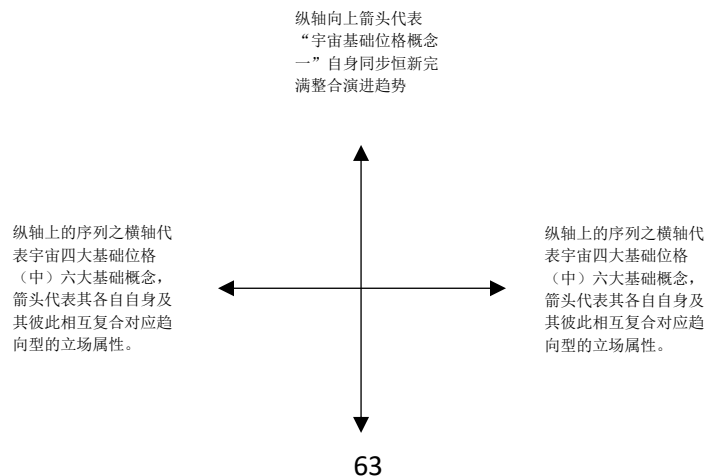 纵轴向上箭头代表
“宇宙基础位格概念
一”自身同步恒新完
满整合演进趋势
纵轴上的序列之横轴代
表宇宙四大基础位格
（中）六大基础概念，
箭头代表其各自自身及
其彼此相互复合对应趋
向型的立场属性。
纵轴上的序列之横轴代
表宇宙四大基础位格
（中）六大基础概念，
箭头代表其各自自身及
其彼此相互复合对应趋
向型的立场属性。
63